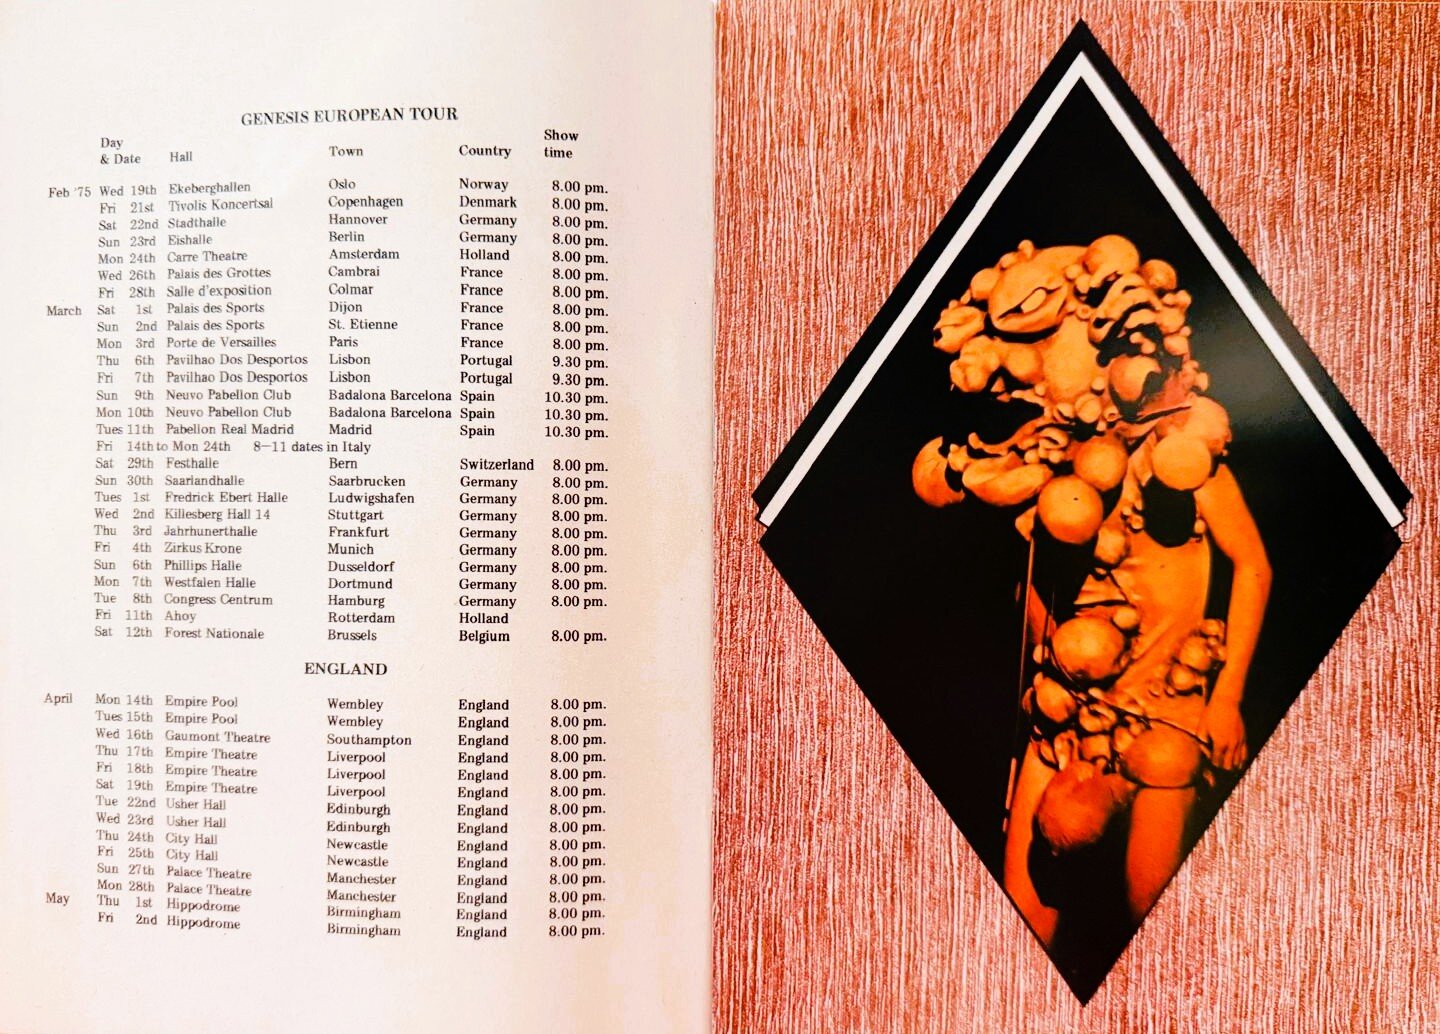 GENESIS EUROPEAN TOUR
Day & Date Hall Town Country Show time
Feb '75 Wed 19th Ekeberghallen Oslo Norway 8.00 pm.
Fri 21st Tivolis Koncertsal Copenhagen Denmark 8.00 pm.
Sat 22nd Stadthalle Hannover Germany 8.00 pm.
Sun 23rd Eishalle Berlin Germany 8.00 pm.
Mon 24th Carre Theatre Amsterdam Holland 8.00 pm.
Wed 26th Palais des Grottes Cambrai France 8.00 pm.
Fri 28th Salle d'exposition Colmar France 8.00 pm.
March Sat 1st Palais des Sports Dijon France 8.00 pm.
Sun 2nd Palais des Sports St. Etienne France 8.00 pm.
Mon 3rd Porte de Versailles Paris France 8.00 pm.
Thu 6th Pavilhao Dos Desportos Lisbon Portugal 9.30 pm.
Fri 7th Pavilhao Dos Desportos Lisbon Portugal 9.30 pm.
Sun 9th Neuvo Pabellon Club Badalona Barcelona Spain 10.30 pm.
Mon 10th Neuvo Pabellon Club Badalona Barcelona Spain 10.30 pm.
Tues 11th Pabellon Real Madrid Madrid Spain 10.30 pm.
Fri 14th to Mon 24th 8–11 dates in Italy
Sat 29th Festhalle Bern Switzerland 8.00 pm.
Sun 30th Saarlandhalle Saarbrucken Germany 8.00 pm.
Tues 1st Fredrick Ebert Halle Ludwigshafen Germany 8.00 pm.
Wed 2nd Killesberg Hall 14 Stuttgart Germany 8.00 pm.
Thu 3rd Jahrhunerthalle Frankfurt Germany 8.00 pm.
Fri 4th Zirkus Krone Munich Germany 8.00 pm.
Sun 6th Phillips Halle Dusseldorf Germany 8.00 pm.
Mon 7th Westfalen Halle Dortmund Germany 8.00 pm.
Tue 8th Congress Centrum Hamburg Germany 8.00 pm.
Fri 11th Ahoy Rotterdam Holland
Sat 12th Forest Nationale Brussels Belgium 8.00 pm.
ENGLAND
April Mon 14th Empire Pool Wembley England 8.00 pm.
Tues 15th Empire Pool Wembley England 8.00 pm.
Wed 16th Gaumont Theatre Southampton England 8.00 pm.
Thu 17th Empire Theatre Liverpool England 8.00 pm.
Fri 18th Empire Theatre Liverpool England 8.00 pm.
Sat 19th Empire Theatre Liverpool England 8.00 pm.
Tue 22nd Usher Hall Edinburgh England 8.00 pm.
Wed 23rd Usher Hall Edinburgh England 8.00 pm.
Thu 24th City Hall Newcastle England 8.00 pm.
Fri 25th City Hall Newcastle England 8.00 pm.
Sun 27th Palace Theatre Manchester England 8.00 pm.
Mon 28th Palace Theatre Manchester England 8.00 pm.
May Thu 1st Hippodrome Birmingham England 8.00 pm.
Fri 2nd Hippodrome Birmingham England 8.00 pm.